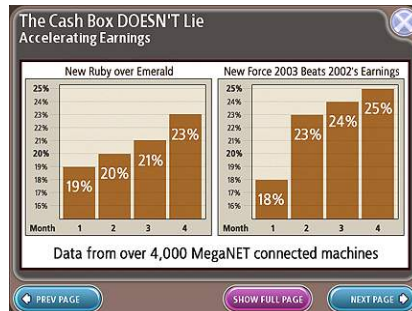 The Cash Box DOESN'T Lie
Accelerating Earnings
New Ruby over Emerald
25%
24%
23%
22%
21%
20%
19%
18%
17%
16%
19%
20%
21%
23%
Month 1 2 3 4
New Force 2003 Beats 2002's Earnings
25%
24%
23%
22%
21%
20%
19%
18%
17%
16%
18%
23%
24%
25%
Month 1 2 3 4
Data from over 4,000 MegaNET connected machines
PREV PAGE
SHOW FULL PAGE
NEXT PAGE